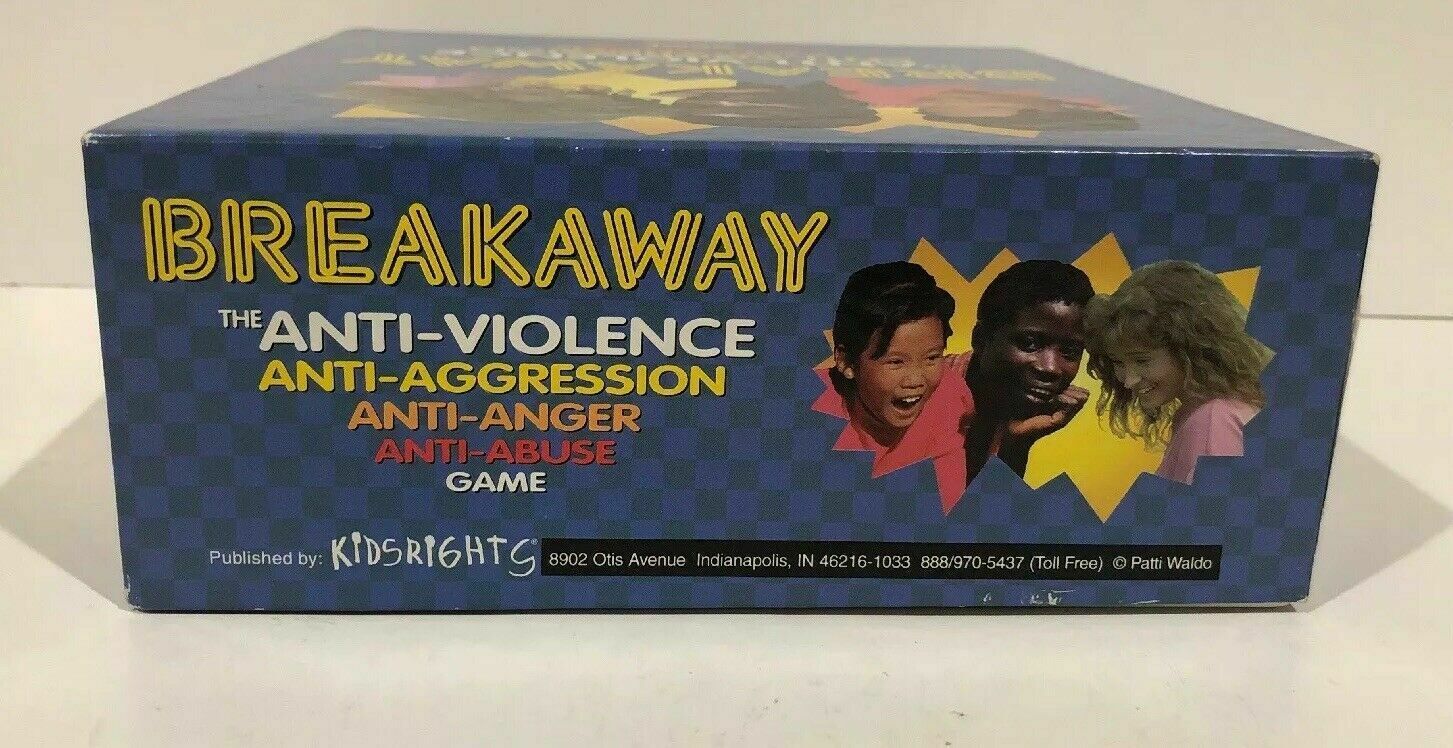 BREAKAWAY
THE ANTI-VIOLENCE
ANTI-AGGRESSION
ANTI-ANGER
ANTI-ABUSE
GAME
Published by: KIDSRIGHTS® 8902 Otis Avenue Indianapolis, IN 46216-1033 888/970-5437 (Toll Free) © Patti Waldo